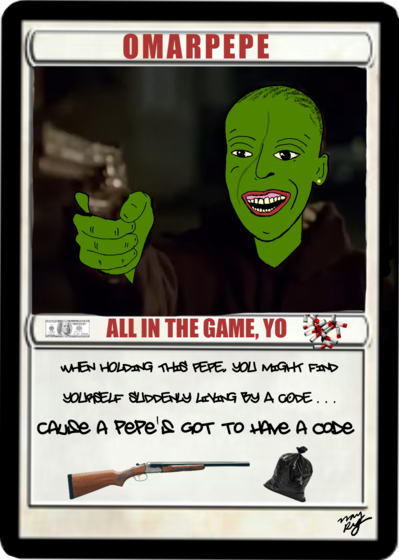 OMARPEPE
ALL IN THE GAME, YO
WHEN HOLDING THIS PEPE, YOU MIGHT FIND
YOURSELF SUDDENLY LIVING BY A CODE . . .
CAUSE A PEPE'S GOT TO HAVE A CODE